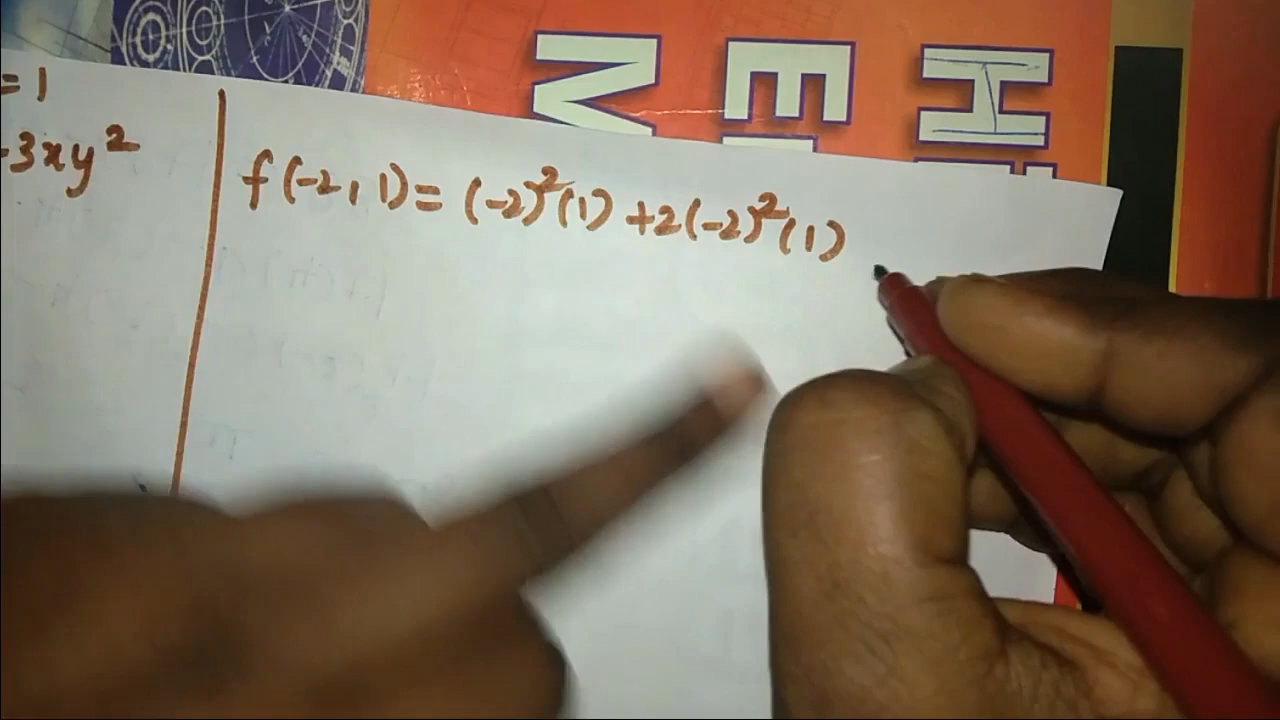 = 1
-3xy²
f(-2, 1) = (-2)²(1) + 2(-2)²(1)